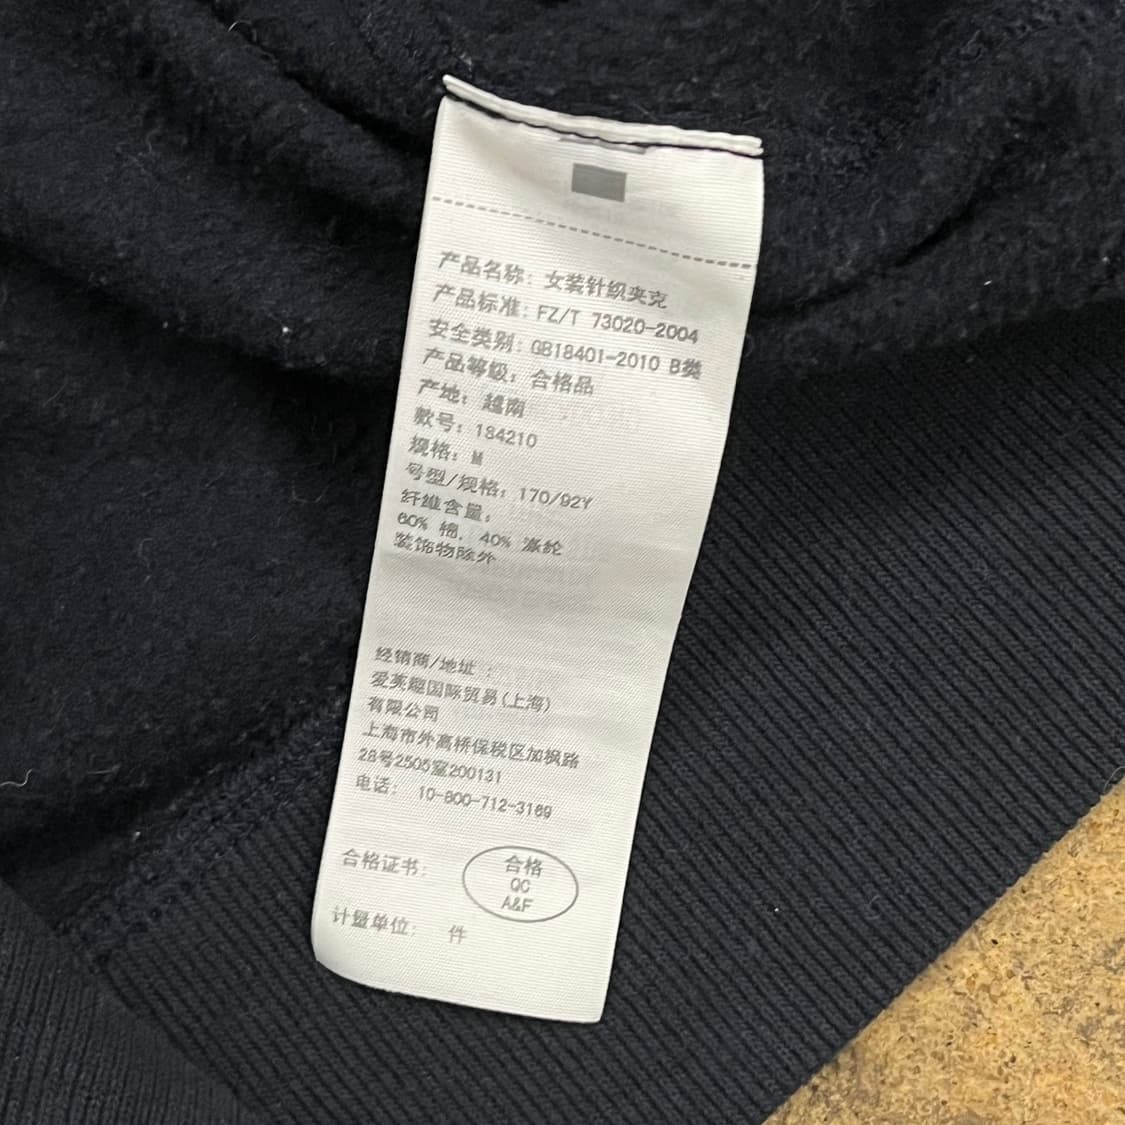 产品名称：女装针织夹克
产品标准：FZ/T 73020-2004
安全类别：GB18401-2010 B类
产品等级：合格品
产地：越南
款号：184210
规格：M
号型/规格：170/92Y
纤维含量：
60% 棉，40% 涤纶
装饰物除外
经销商/地址：
爱芙趣国际贸易(上海)
有限公司
上海市外高桥保税区加枫路
28号2505室200131
电话： 10-800-712-3169
合格证书：
合格
QC
A&F
计量单位： 件